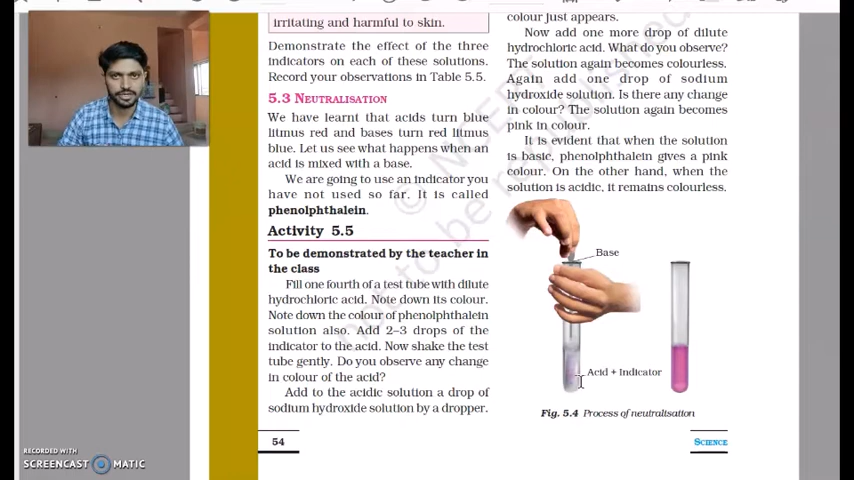 irritating and harmful to skin.
Demonstrate the effect of the three
indicators on each of these solutions.
Record your observations in Table 5.5.
5.3 NEUTRALISATION
We have learnt that acids turn blue
litmus red and bases turn red litmus
blue. Let us see what happens when an
acid is mixed with a base.
We are going to use an indicator you
have not used so far. It is called
phenolphthalein.
Activity 5.5
To be demonstrated by the teacher in
the class
Fill one fourth of a test tube with dilute
hydrochloric acid. Note down its colour.
Note down the colour of phenolphthalein
solution also. Add 2–3 drops of the
indicator to the acid. Now shake the test
tube gently. Do you observe any change
in colour of the acid?
Add to the acidic solution a drop of
sodium hydroxide solution by a dropper.
colour just appears.
Now add one more drop of dilute
hydrochloric acid. What do you observe?
The solution again becomes colourless.
Again add one drop of sodium
hydroxide solution. Is there any change
in colour? The solution again becomes
pink in colour.
It is evident that when the solution
is basic, phenolphthalein gives a pink
colour. On the other hand, when the
solution is acidic, it remains colourless.
Base
Acid + Indicator
Fig. 5.4 Process of neutralisation
54
SCIENCE
© NCERT
not to be republished
RECORDED WITH
SCREENCAST MATIC